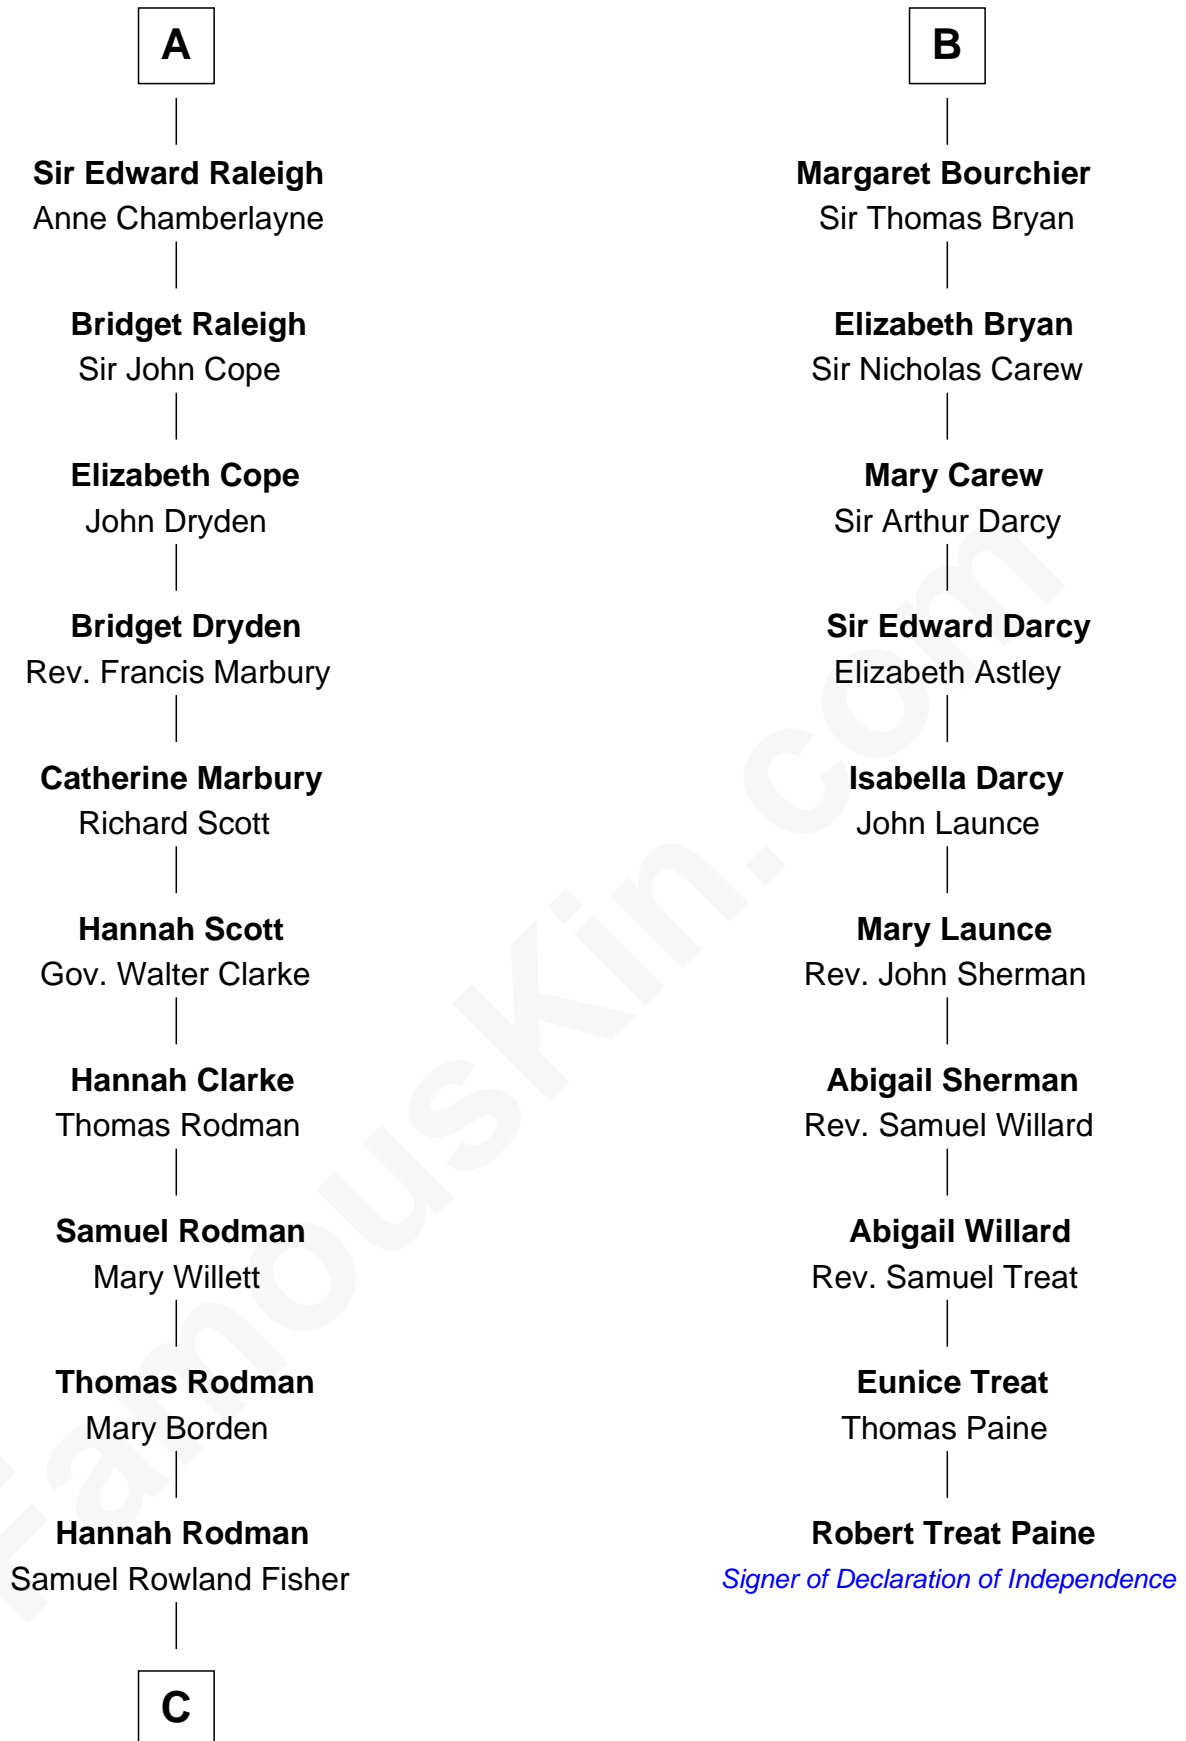 A
Sir Edward Raleigh
Anne Chamberlayne
Bridget Raleigh
Sir John Cope
Elizabeth Cope
John Dryden
Bridget Dryden
Rev. Francis Marbury
Catherine Marbury
Richard Scott
Hannah Scott
Gov. Walter Clarke
Hannah Clarke
Thomas Rodman
Samuel Rodman
Mary Willett
Thomas Rodman
Mary Borden
Hannah Rodman
Samuel Rowland Fisher
C
B
Margaret Bourchier
Sir Thomas Bryan
Elizabeth Bryan
Sir Nicholas Carew
Mary Carew
Sir Arthur Darcy
Sir Edward Darcy
Elizabeth Astley
Isabella Darcy
John Launce
Mary Launce
Rev. John Sherman
Abigail Sherman
Rev. Samuel Willard
Abigail Willard
Rev. Samuel Treat
Eunice Treat
Thomas Paine
Robert Treat Paine
Signer of Declaration of Independence
FamousKin.com